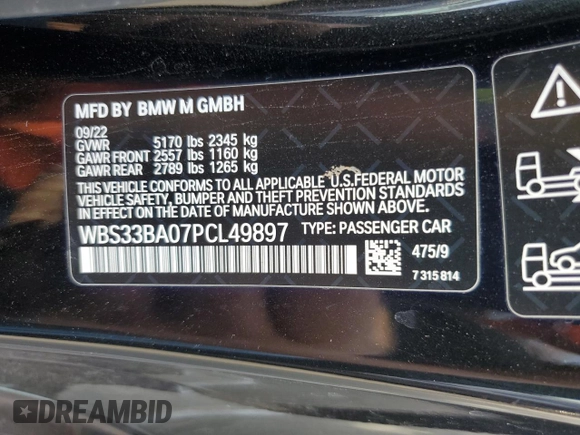 MFD BY BMW M GMBH
09/22
GVWR 5170 lbs 2345 kg
GAWR FRONT 2557 lbs 1160 kg
GAWR REAR 2789 lbs 1265 kg
THIS VEHICLE CONFORMS TO ALL APPLICABLE U.S. FEDERAL MOTOR
VEHICLE SAFETY, BUMPER AND THEFT PREVENTION STANDARDS
IN EFFECT ON THE DATE OF MANUFACTURE SHOWN ABOVE.
WBS33BA07PCL49897 TYPE: PASSENGER CAR
475/9
7 315 814
DREAMBID